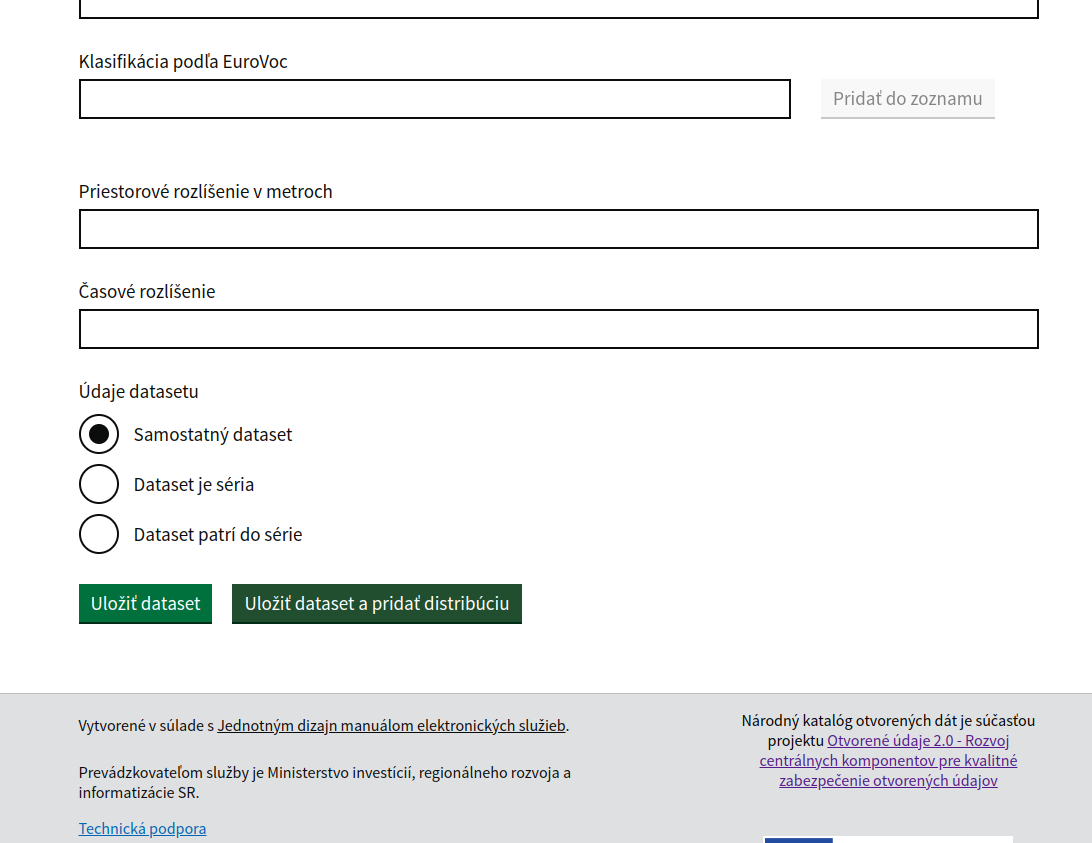 Klasifikácia podľa EuroVoc
Pridať do zoznamu
Priestorové rozlíšenie v metroch
Časové rozlíšenie
Údaje datasetu
Samostatný dataset
Dataset je séria
Dataset patrí do série
Uložiť dataset
Uložiť dataset a pridať distribúciu
Vytvorené v súlade s Jednotným dizajn manuálom elektronických služieb.
Prevádzkovateľom služby je Ministerstvo investícií, regionálneho rozvoja a
informatizácie SR.
Technická podpora
Národný katalóg otvorených dát je súčasťou
projektu Otvorené údaje 2.0 - Rozvoj
centrálnych komponentov pre kvalitné
zabezpečenie otvorených údajov